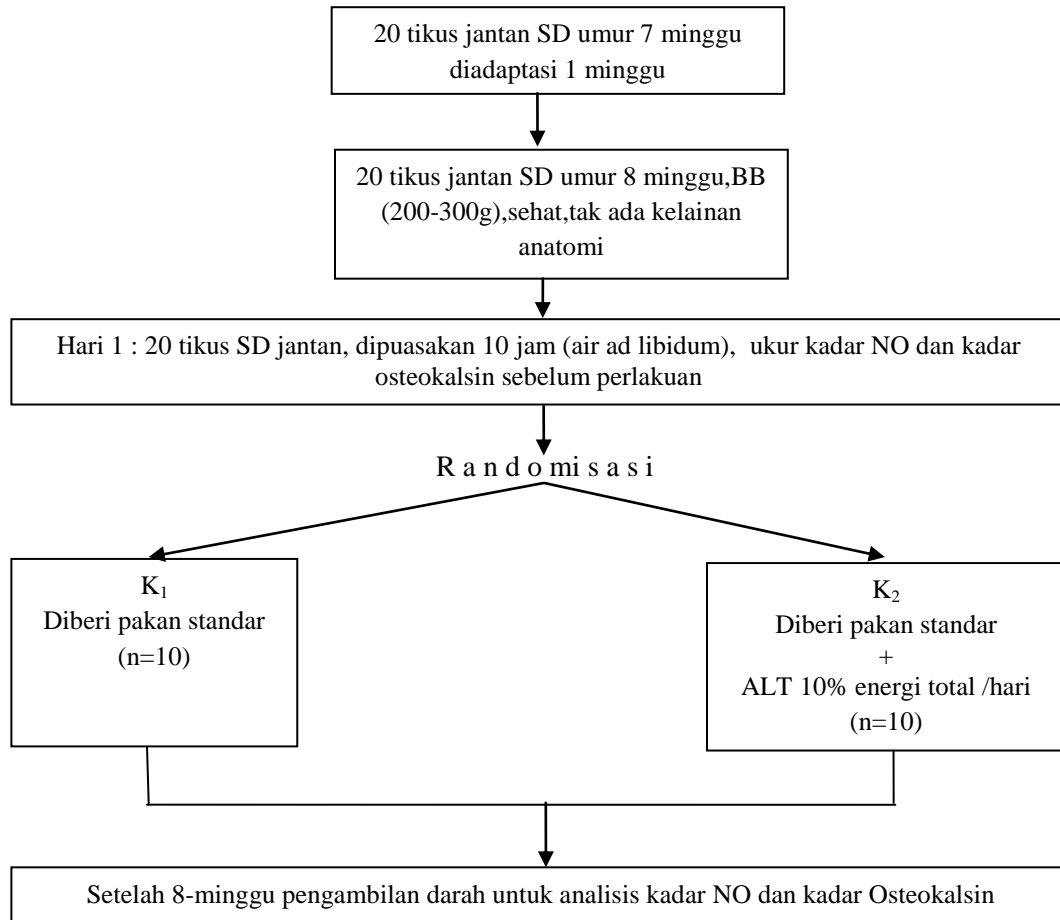 20 tikus jantan SD umur 7 minggu
diadaptasi 1 minggu
20 tikus jantan SD umur 8 minggu,BB
(200-300g),sehat,tak ada kelainan
anatomi
Hari 1 : 20 tikus SD jantan, dipuasakan 10 jam (air ad libidum), ukur kadar NO dan kadar
osteokalsin sebelum perlakuan
R a n d o mi s a s i
K₁
Diberi pakan standar
(n=10)
K₂
Diberi pakan standar
+
ALT 10% energi total /hari
(n=10)
Setelah 8-minggu pengambilan darah untuk analisis kadar NO dan kadar Osteokalsin